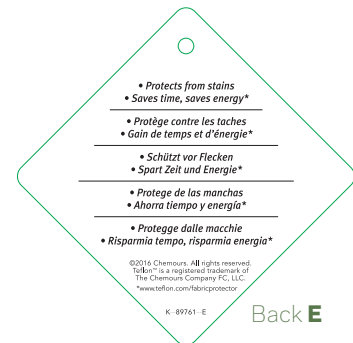 • Protects from stains
• Saves time, saves energy*
• Protège contre les taches
• Gain de temps et d'énergie*
• Schützt vor Flecken
• Spart Zeit und Energie*
• Protege de las manchas
• Ahorra tiempo y energía*
• Protegge dalle macchie
• Risparmia tempo, risparmia energia*
©2016 Chemours. All rights reserved.
Teflon™ is a registered trademark of
The Chemours Company FC, LLC.
*www.teflon.com/fabricprotector
K-89761-E
Back E